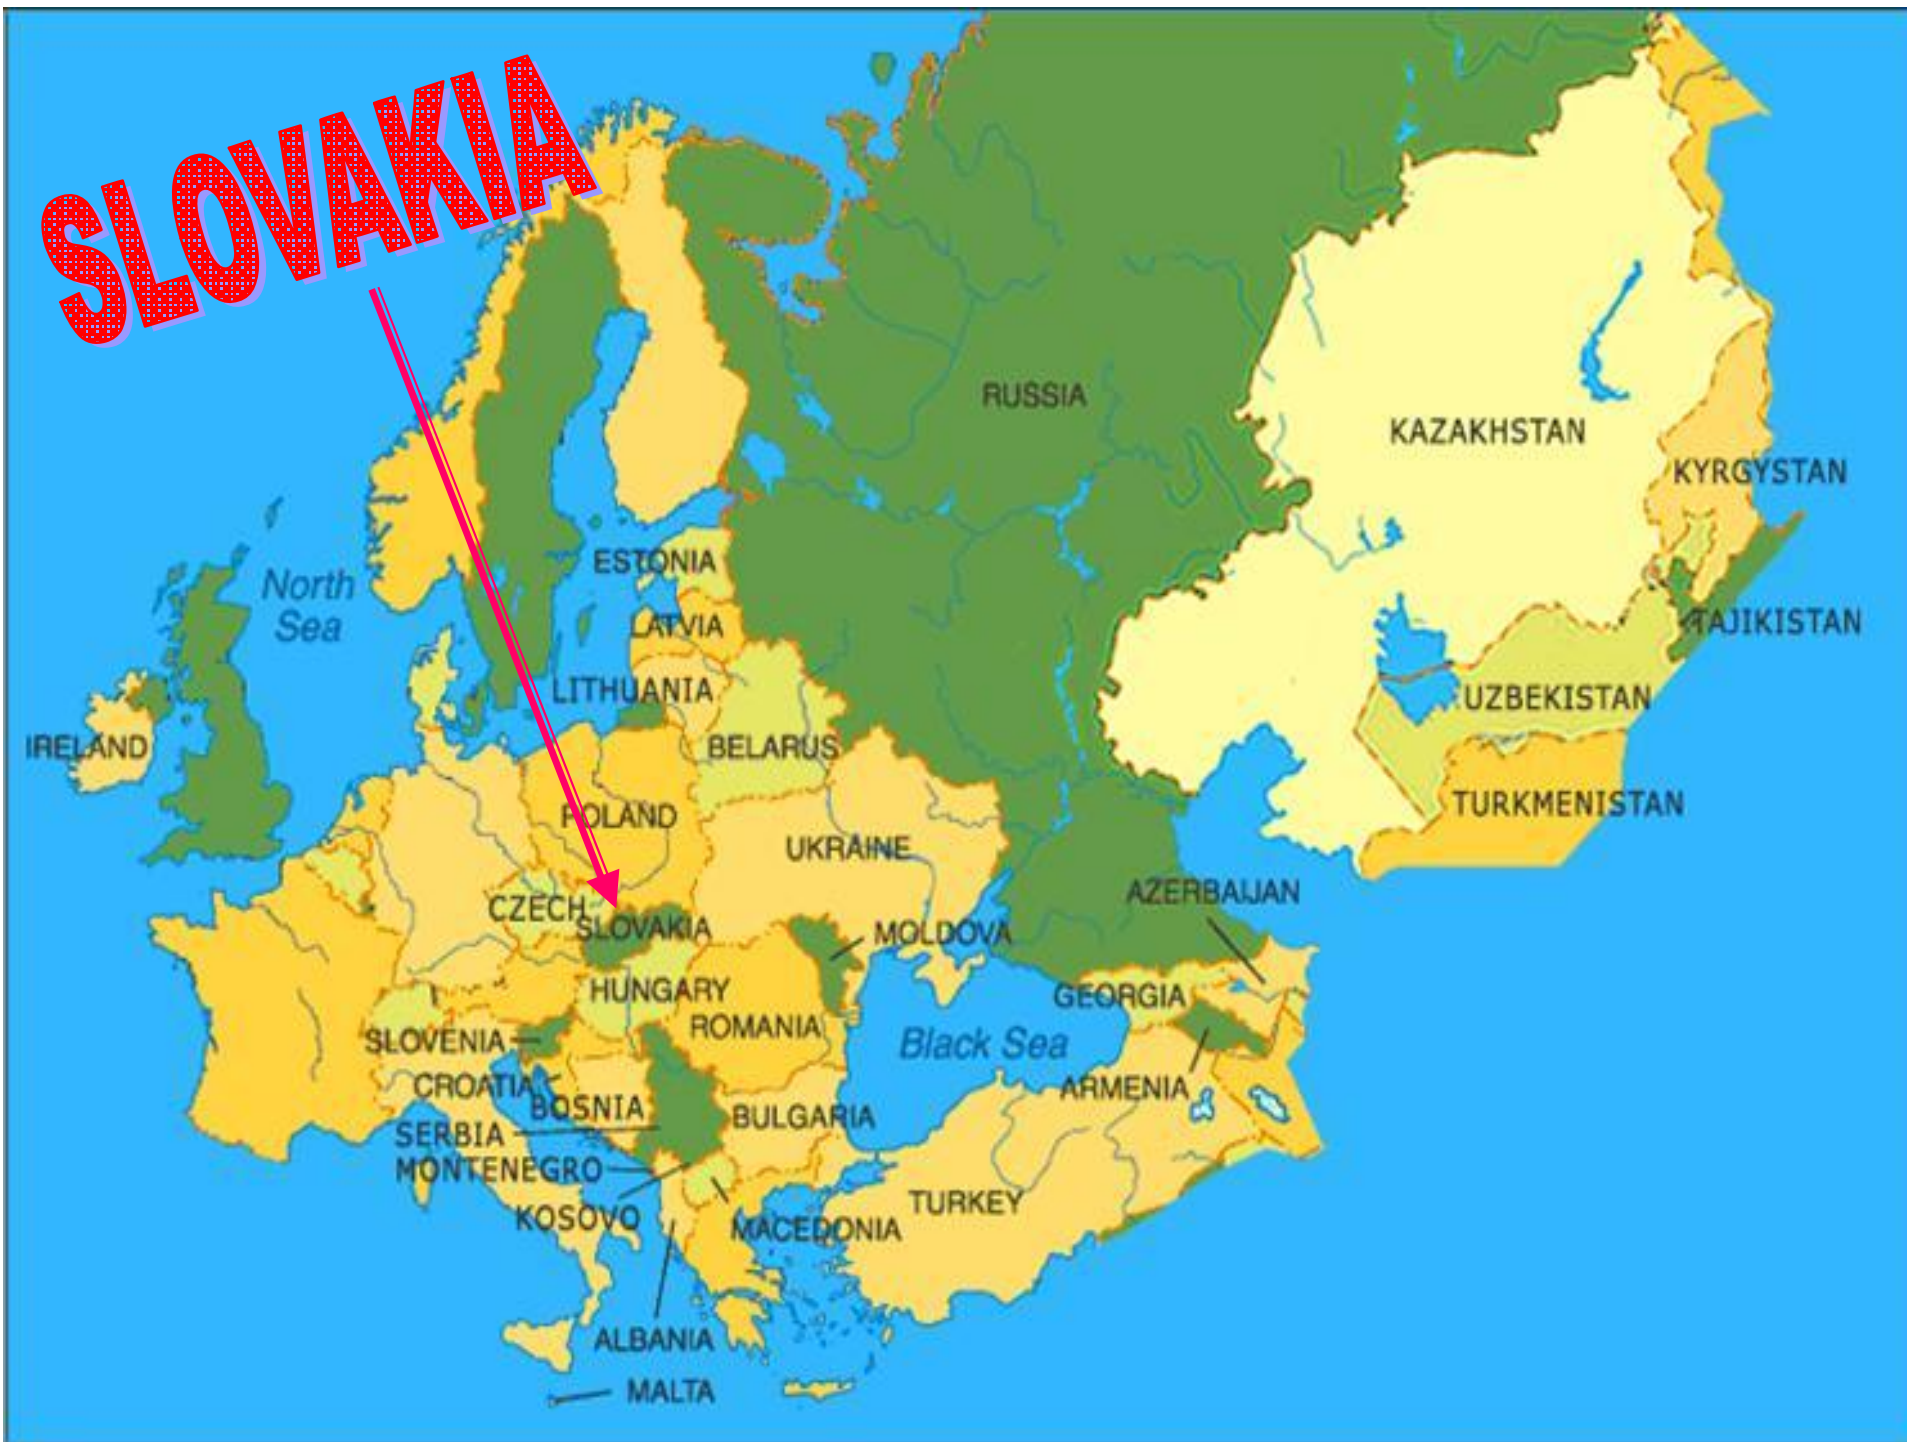 SLOVAKIA
RUSSIA
KAZAKHSTAN
KYRGYSTAN
ESTONIA
North
Sea
LATVIA
TAJIKISTAN
LITHUANIA
UZBEKISTAN
IRELAND
BELARUS
TURKMENISTAN
POLAND
UKRAINE
AZERBAIJAN
CZECH
SLOVAKIA
MOLDOVA
HUNGARY
GEORGIA
ROMANIA
SLOVENIA
Black Sea
CROATIA
ARMENIA
BOSNIA
BULGARIA
SERBIA
MONTENEGRO
TURKEY
KOSOVO
MACEDONIA
ALBANIA
MALTA